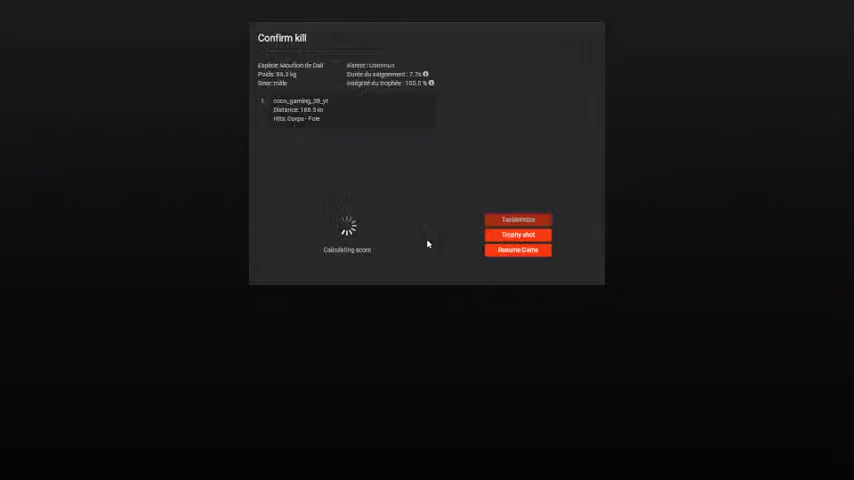 Confirm kill
Espèce: Mouflon de Dall
Rareté : Commun
Poids: 86.3 kg
Durée du saignement : 7.7s
Sexe: mâle
Intégrité du trophée : 100.0 %
1. coco_gaming_38_yt
Distance: 168.5 m
Hits: Corps - Foie
Taxidermize
Trophy shot
Calculating score
Resume Game